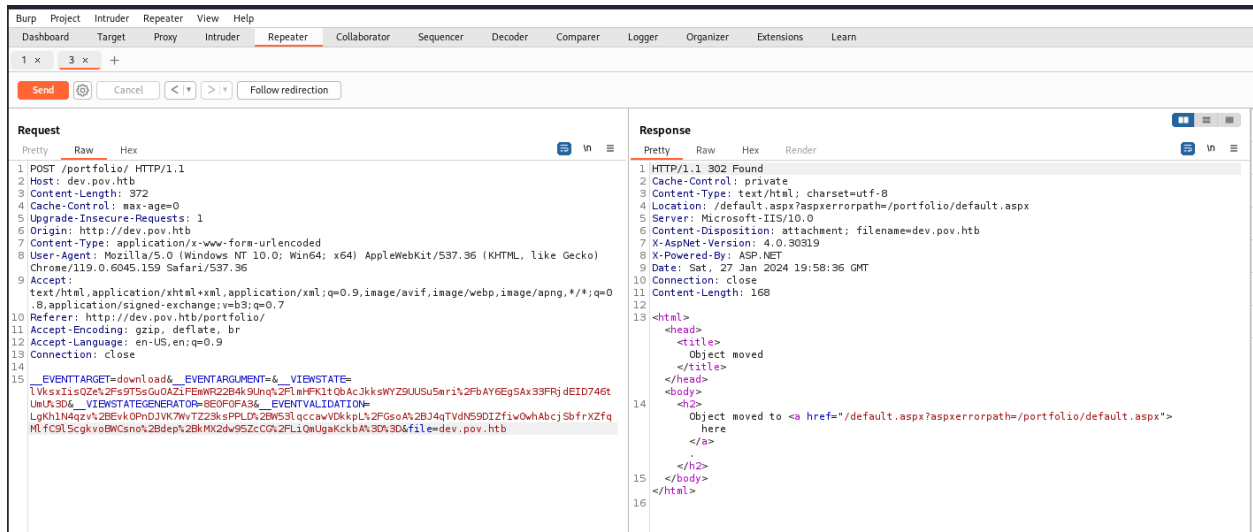 Burp Project Intruder Repeater View Help
Dashboard Target Proxy Intruder Repeater Collaborator Sequencer Decoder Comparer Logger Organizer Extensions Learn
1 × 3 × +
Send Cancel < > Follow redirection
Request
Pretty Raw Hex \n
1 POST /portfolio/ HTTP/1.1
2 Host: dev.pov.htb
3 Content-Length: 372
4 Cache-Control: max-age=0
5 Upgrade-Insecure-Requests: 1
6 Origin: http://dev.pov.htb
7 Content-Type: application/x-www-form-urlencoded
8 User-Agent: Mozilla/5.0 (Windows NT 10.0; Win64; x64) AppleWebKit/537.36 (KHTML, like Gecko)
Chrome/119.0.6045.159 Safari/537.36
9 Accept:
text/html,application/xhtml+xml,application/xml;q=0.9,image/avif,image/webp,image/apng,*/*;q=0
.8,application/signed-exchange;v=b3;q=0.7
10 Referer: http://dev.pov.htb/portfolio/
11 Accept-Encoding: gzip, deflate, br
12 Accept-Language: en-US,en;q=0.9
13 Connection: close
14
15 __EVENTTARGET=download&__EVENTARGUMENT=&__VIEWSTATE=
lVksxIisQZe%2Fs9T5sGu0AZiFEmWR22B4k9Unq%2FlmHFK1tQbAcJkksWYZ9UUSu5mri%2FbAY6EgSAx33FRjdEID746t
UmU%3D&__VIEWSTATEGENERATOR=8E0F0FA3&__EVENTVALIDATION=
LgKh1N4qzv%2BEvk0PnDJVK7WvTZ23ksPPLD%2BW53lqccawVDkkpL%2FGsoA%2BJ4qTVdN59DIZfiwOwhAbcjSbfrXZfq
MlfC9l5cgkvoBWCsno%2Bdep%2BkMX2dw95ZcCG%2FLiQmUgaKckbA%3D%3D&file=dev.pov.htb
Response
Pretty Raw Hex Render \n
1 HTTP/1.1 302 Found
2 Cache-Control: private
3 Content-Type: text/html; charset=utf-8
4 Location: /default.aspx?aspxerrorpath=/portfolio/default.aspx
5 Server: Microsoft-IIS/10.0
6 Content-Disposition: attachment; filename=dev.pov.htb
7 X-AspNet-Version: 4.0.30319
8 X-Powered-By: ASP.NET
9 Date: Sat, 27 Jan 2024 19:58:36 GMT
10 Connection: close
11 Content-Length: 168
12
13 <html>
<head>
<title>
Object moved
</title>
</head>
<body>
14 <h2>
Object moved to <a href="/default.aspx?aspxerrorpath=/portfolio/default.aspx">
here
</a>
.
</h2>
15 </body>
</html>
16